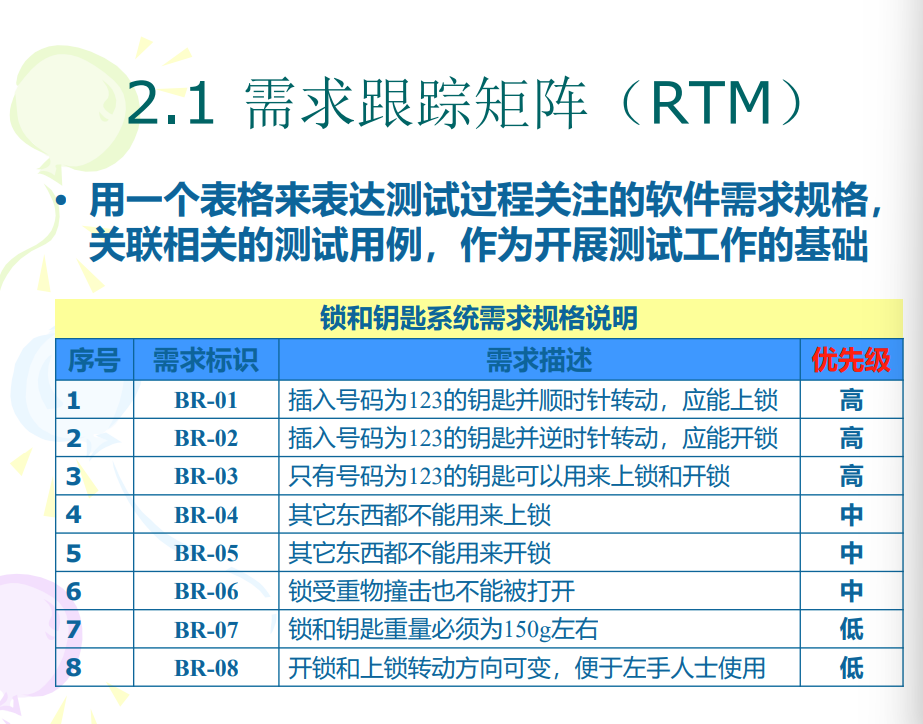 2.1 需求跟踪矩阵（RTM）
• 用一个表格来表达测试过程关注的软件需求规格，
关联相关的测试用例，作为开展测试工作的基础
锁和钥匙系统需求规格说明
序号 需求标识 需求描述 优先级
1 BR-01 插入号码为123的钥匙并顺时针转动，应能上锁 高
2 BR-02 插入号码为123的钥匙并逆时针转动，应能开锁 高
3 BR-03 只有号码为123的钥匙可以用来上锁和开锁 高
4 BR-04 其它东西都不能用来上锁 中
5 BR-05 其它东西都不能用来开锁 中
6 BR-06 锁受重物撞击也不能被打开 中
7 BR-07 锁和钥匙重量必须为150g左右 低
8 BR-08 开锁和上锁转动方向可变，便于左手人士使用 低